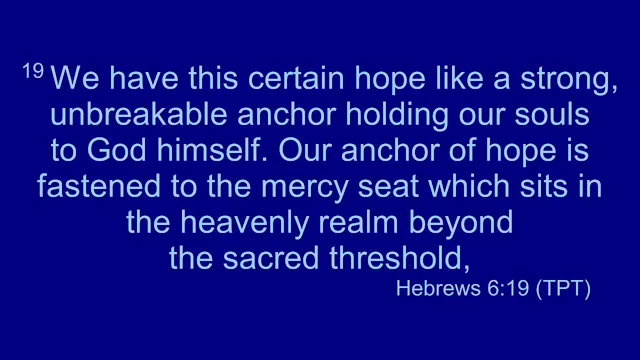 19 We have this certain hope like a strong,
unbreakable anchor holding our souls
to God himself. Our anchor of hope is
fastened to the mercy seat which sits in
the heavenly realm beyond
the sacred threshold,
Hebrews 6:19 (TPT)